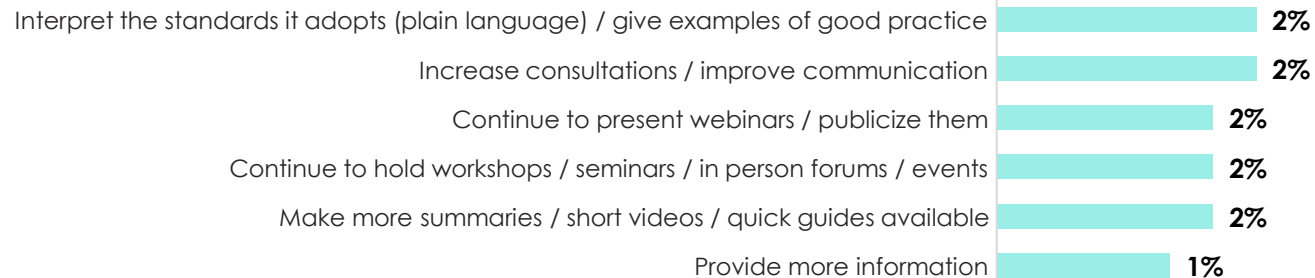 Interpret the standards it adopts (plain language) / give examples of good practice 2%
Increase consultations / improve communication 2%
Continue to present webinars / publicize them 2%
Continue to hold workshops / seminars / in person forums / events 2%
Make more summaries / short videos / quick guides available 2%
Provide more information 1%